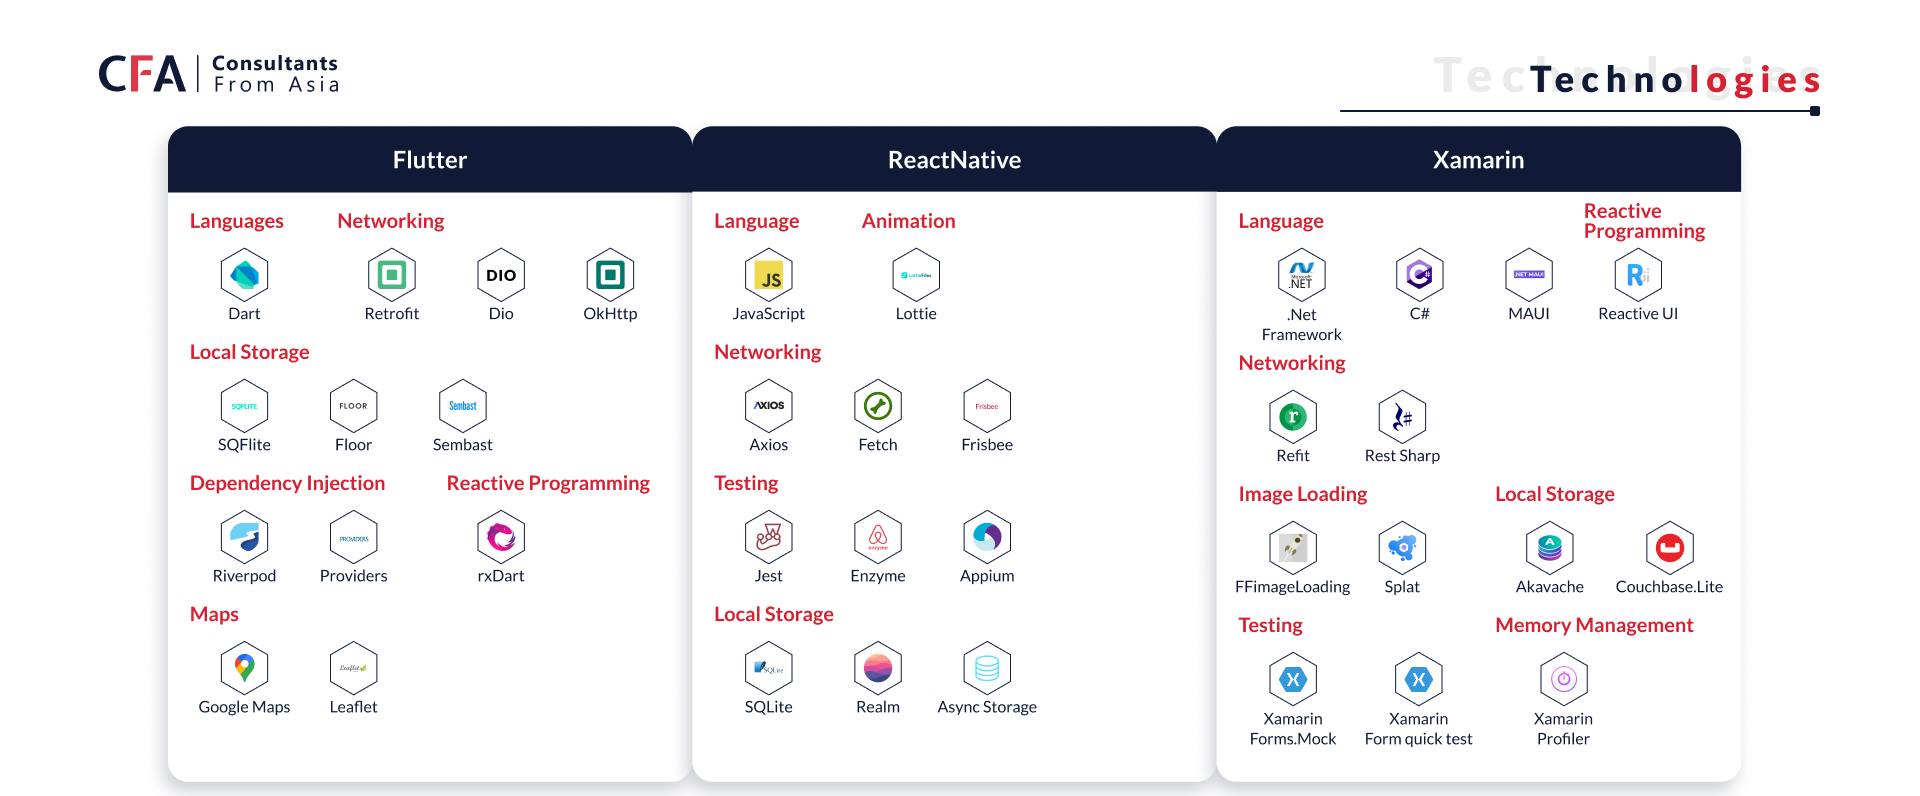 CFA Consultants
From Asia
Technologies
Technologies
Flutter
Languages Networking
DIO
Dart Retrofit Dio OkHttp
Local Storage
SQFLITE FLOOR Sembast
SQFlite Floor Sembast
Dependency Injection Reactive Programming
PROVIDERS
Riverpod Providers rxDart
Maps
Leaflet
Google Maps Leaflet
ReactNative
Language Animation
JS LottieFiles
JavaScript Lottie
Networking
AXIOS Frisbee
Axios Fetch Frisbee
Testing
enzyme
Jest Enzyme Appium
Local Storage
SQLite
SQLite Realm Async Storage
Xamarin
Language Reactive
Programming
Microsoft
.NET C# .NET MAUI Rii
.Net
Framework C# MAUI Reactive UI
Networking
r #
Refit Rest Sharp
Image Loading Local Storage
A
FFimageLoading Splat Akavache Couchbase.Lite
Testing Memory Management
X X
Xamarin
Forms.Mock Xamarin
Form quick test Xamarin
Profiler